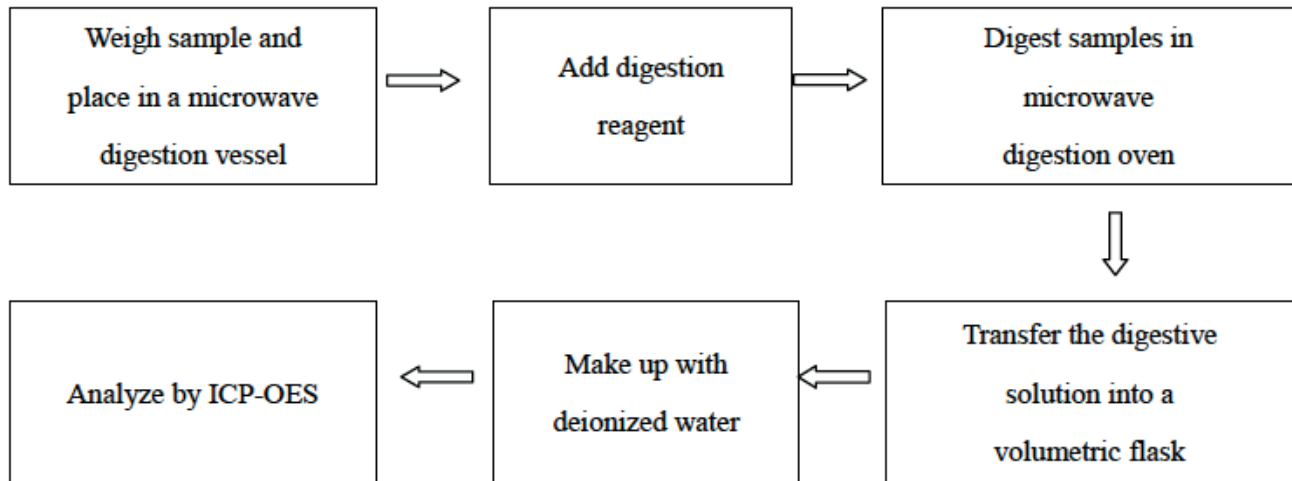 Weigh sample and
place in a microwave
digestion vessel
Add digestion
reagent
Digest samples in
microwave
digestion oven
Transfer the digestive
solution into a
volumetric flask
Make up with
deionized water
Analyze by ICP-OES